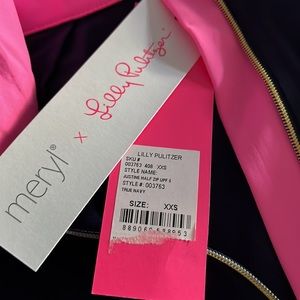 meryl®
x
Lilly Pulitzer
LILLY PULITZER
SKU #
003763 408 XXS
STYLE NAME:
JUSTINE HALF ZIP UPF 5
STYLE #: 003763
TRUE NAVY
SIZE: XXS